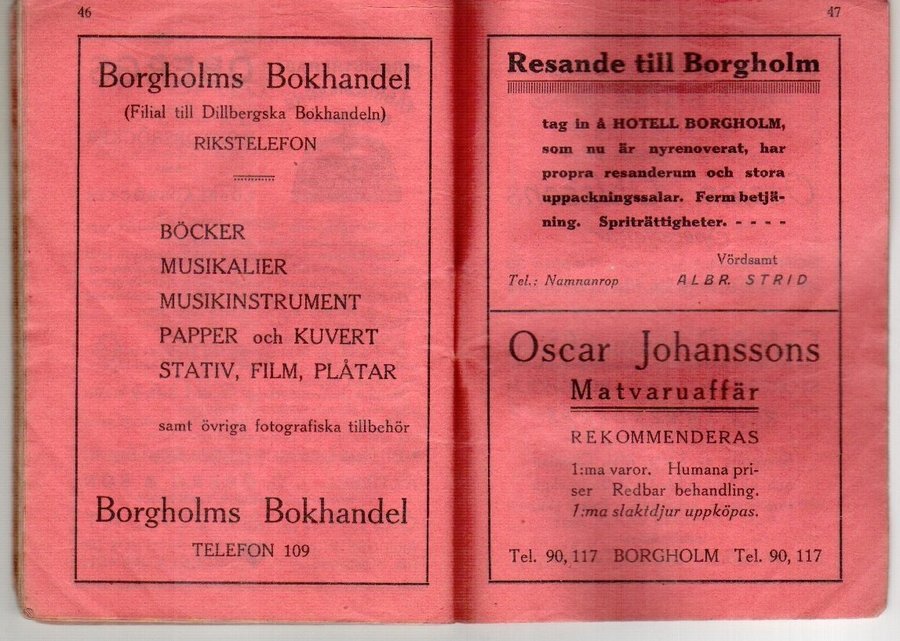 46
Borgholms Bokhandel
(Filial till Dillbergska Bokhandeln)
RIKSTELEFON
BÖCKER
MUSIKALIER
MUSIKINSTRUMENT
PAPPER och KUVERT
STATIV, FILM, PLÅTAR
samt övriga fotografiska tillbehör
Borgholms Bokhandel
TELEFON 109
47
Resande till Borgholm
tag in å HOTELL BORGHOLM,
som nu är nyrenoverat, har
propra resanderum och stora
uppackningssalar. Ferm betjä-
ning. Spriträttigheter. - - - -
Vördsamt
Tel.: Namnanrop ALBR. STRID
Oscar Johanssons
Matvaruaffär
REKOMMENDERAS
1:ma varor. Humana pri-
ser Redbar behandling.
1:ma slaktdjur uppköpas.
Tel. 90, 117 BORGHOLM Tel. 90, 117